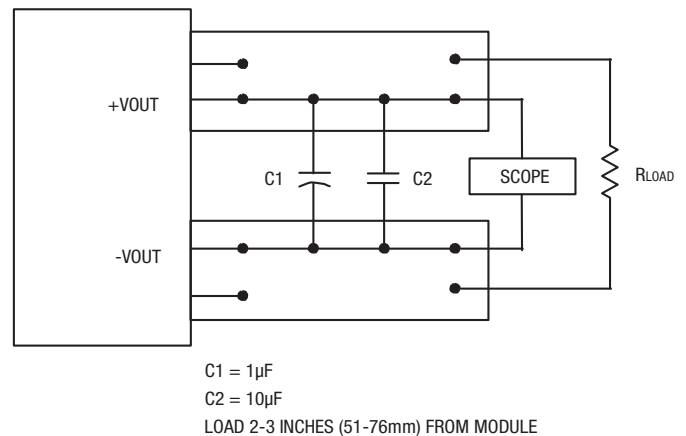 +VOUT
C1
C2
SCOPE
RLOAD
-VOUT
C1 = 1µF
C2 = 10µF
LOAD 2-3 INCHES (51-76mm) FROM MODULE